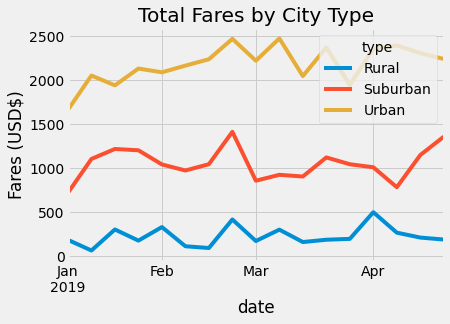 Total Fares by City Type
Fares (USD$)
2500
2000
1500
1000
500
0
type
Rural
Suburban
Urban
Jan Feb Mar Apr
2019
date